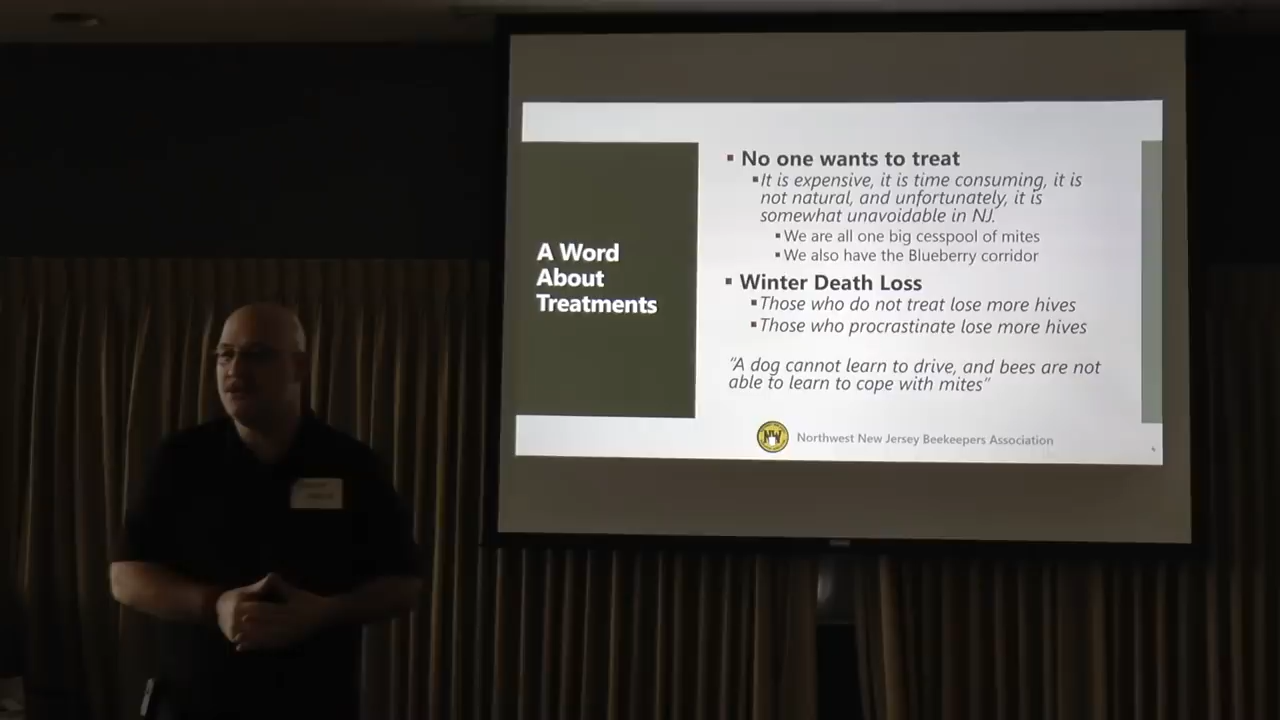 A Word
About
Treatments
▪ No one wants to treat
▪ It is expensive, it is time consuming, it is
not natural, and unfortunately, it is
somewhat unavoidable in NJ.
▪ We are all one big cesspool of mites
▪ We also have the Blueberry corridor
▪ Winter Death Loss
▪ Those who do not treat lose more hives
▪ Those who procrastinate lose more hives
“A dog cannot learn to drive, and bees are not
able to learn to cope with mites”
NW
Northwest New Jersey Beekeepers Association